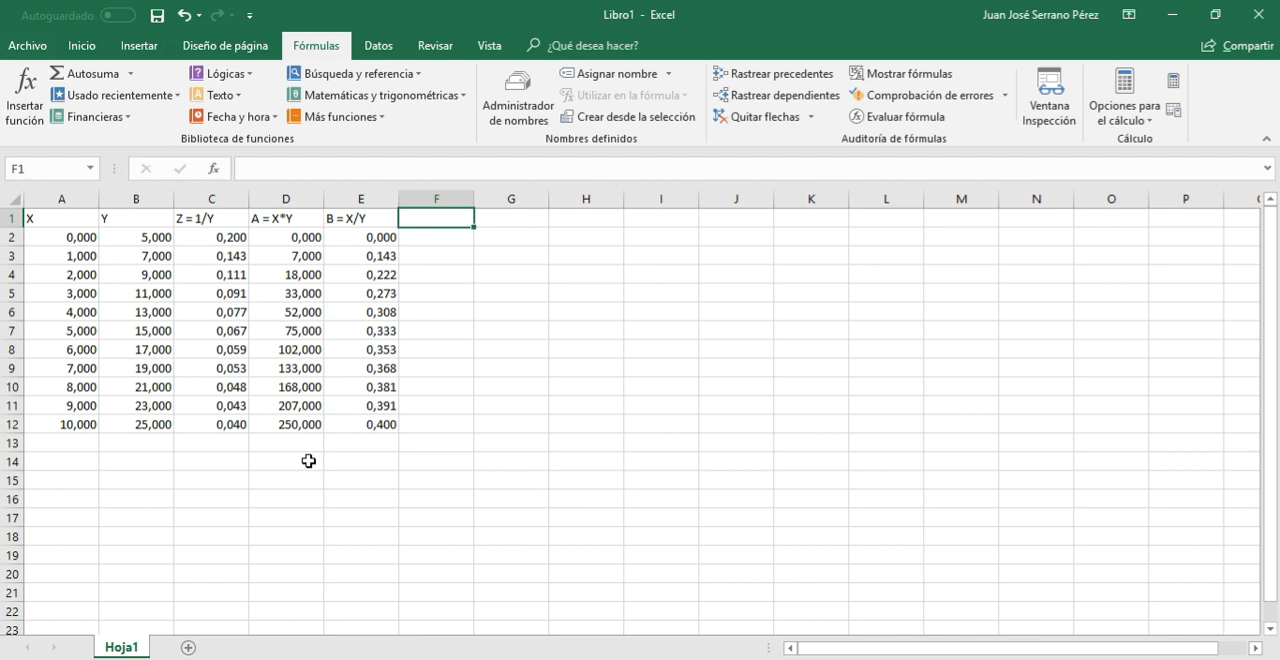 Autoguardado
Libro1 - Excel
Juan José Serrano Pérez
Archivo Inicio Insertar Diseño de página Fórmulas Datos Revisar Vista ¿Qué desea hacer? Compartir
fx Insertar función
Σ Autosuma
Usado recientemente
Financieras
Lógicas
Texto
Fecha y hora
Búsqueda y referencia
Matemáticas y trigonométricas
Más funciones
Biblioteca de funciones
Administrador de nombres
Asignar nombre
Utilizar en la fórmula
Crear desde la selección
Nombres definidos
Rastrear precedentes
Rastrear dependientes
Quitar flechas
Mostrar fórmulas
Comprobación de errores
Evaluar fórmula
Auditoría de fórmulas
Ventana Inspección
Opciones para el cálculo
Cálculo
F1 fx
A B C D E F G H I J K L M N O P
1 X Y Z = 1/Y A = X*Y B = X/Y
2 0,000 5,000 0,200 0,000 0,000
3 1,000 7,000 0,143 7,000 0,143
4 2,000 9,000 0,111 18,000 0,222
5 3,000 11,000 0,091 33,000 0,273
6 4,000 13,000 0,077 52,000 0,308
7 5,000 15,000 0,067 75,000 0,333
8 6,000 17,000 0,059 102,000 0,353
9 7,000 19,000 0,053 133,000 0,368
10 8,000 21,000 0,048 168,000 0,381
11 9,000 23,000 0,043 207,000 0,391
12 10,000 25,000 0,040 250,000 0,400
13
14
15
16
17
18
19
20
21
22
23
Hoja1